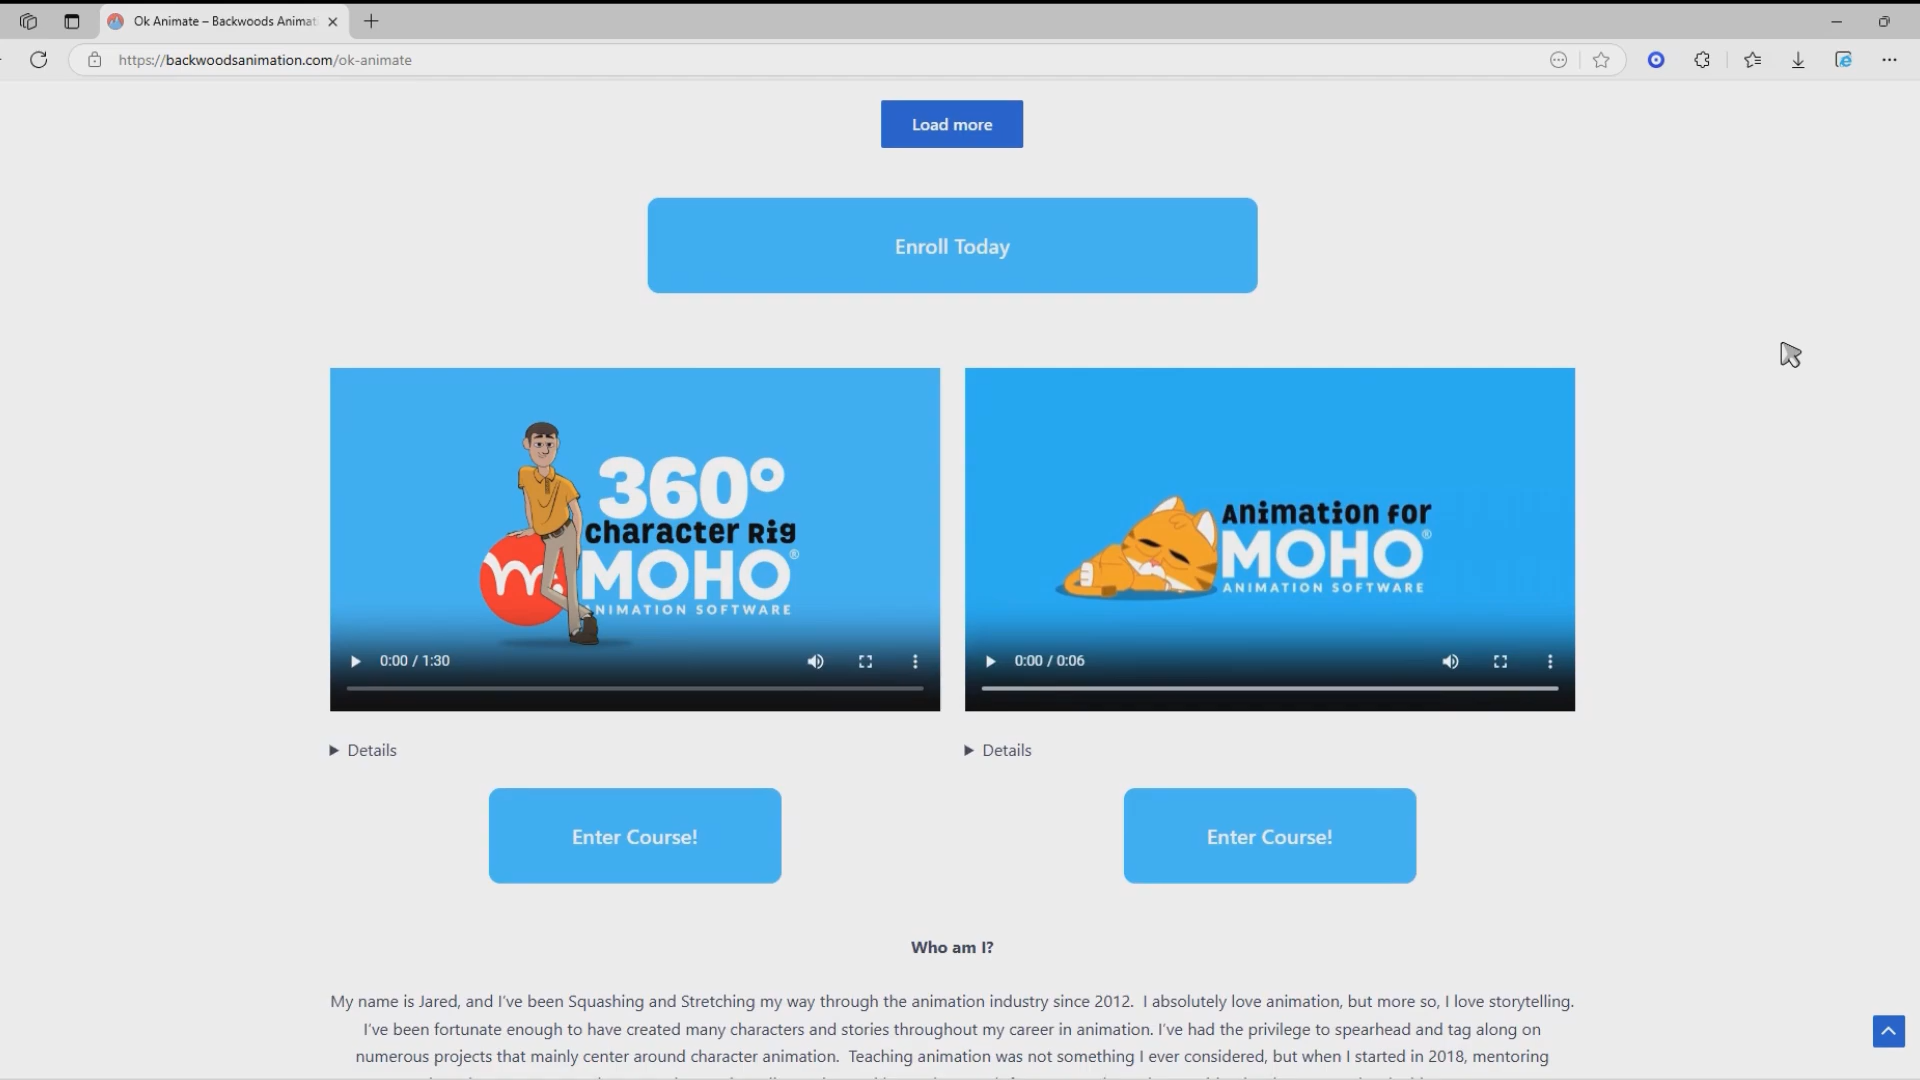 Ok Animate – Backwoods Animat
https://backwoodsanimation.com/ok-animate
Load more
Enroll Today
360°
Character Rig
MOHO®
ANIMATION SOFTWARE
0:00 / 1:30
Animation for
MOHO®
ANIMATION SOFTWARE
0:00 / 0:06
Details
Details
Enter Course!
Enter Course!
Who am I?
My name is Jared, and I've been Squashing and Stretching my way through the animation industry since 2012. I absolutely love animation, but more so, I love storytelling.
I've been fortunate enough to have created many characters and stories throughout my career in animation. I've had the privilege to spearhead and tag along on
numerous projects that mainly center around character animation. Teaching animation was not something I ever considered, but when I started in 2018, mentoring